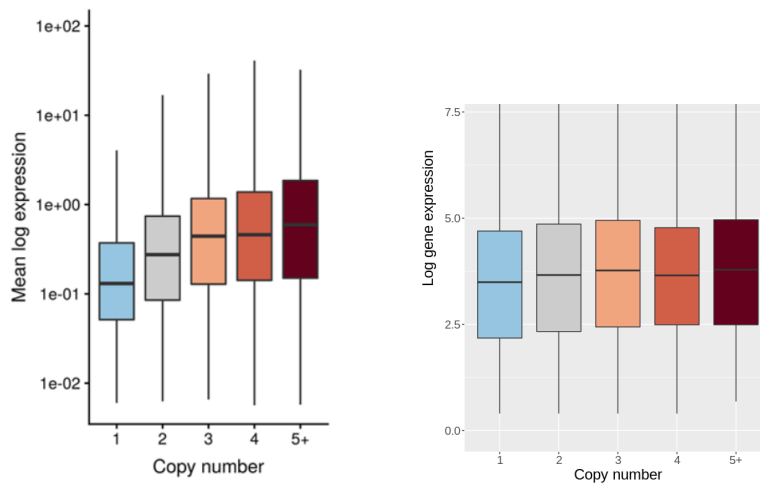 1e+02
1e+01
1e+00
1e-01
1e-02
Mean log expression
1 2 3 4 5+
Copy number
7.5
5.0
2.5
0.0
Log gene expression
1 2 3 4 5+
Copy number